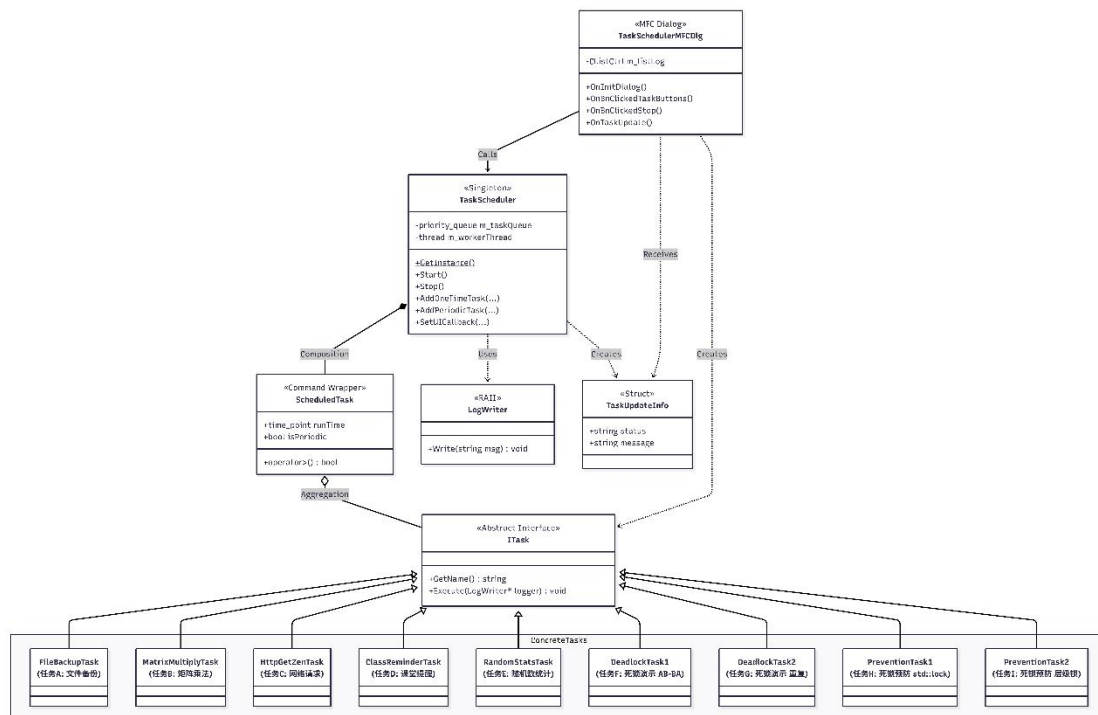 «MFC Dialog»
TaskSchedulerMFCDlg
-CListCtrl m_listLog
+OnInitDialog()
+OnBnClickedTaskButtons()
+OnBnClickedStop()
+OnTaskUpdate()
Calls
«Singleton»
TaskScheduler
-priority_queue m_taskQueue
-thread m_workerThread
+GetInstance()
+Start()
+Stop()
+AddOneTimeTask(...)
+AddPeriodicTask(...)
+SetUICallback(...)
Receives
Composition
Uses
Creates
Creates
«Command Wrapper»
ScheduledTask
+time_point runTime
+bool isPeriodic
+operator>() : bool
«RAII»
LogWriter
+Write(string msg) : void
«Struct»
TaskUpdateInfo
+string status
+string message
Aggregation
«Abstract Interface»
ITask
+GetName() : string
+Execute(LogWriter* logger) : void
ConcreteTasks
FileBackupTask
(任务A: 文件备份)
MatrixMultiplyTask
(任务B: 矩阵乘法)
HttpGetZenTask
(任务C: 网络请求)
ClassReminderTask
(任务D: 课堂提醒)
RandomStatsTask
(任务E: 随机数统计)
DeadlockTask1
(任务F: 死锁演示 AB-BA)
DeadlockTask2
(任务G: 死锁演示 重复)
PreventionTask1
(任务H: 死锁预防 std::lock)
PreventionTask2
(任务I: 死锁预防 层级锁)